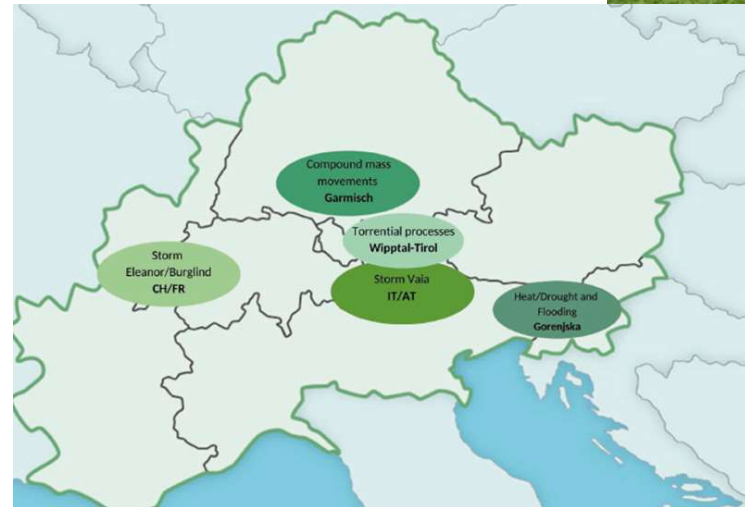 Compound mass
movements
Garmisch
Torrential processes
Wipptal-Tirol
Storm
Eleanor/Burglind
CH/FR
Storm Vaia
IT/AT
Heat/Drought and
Flooding
Gorenjska